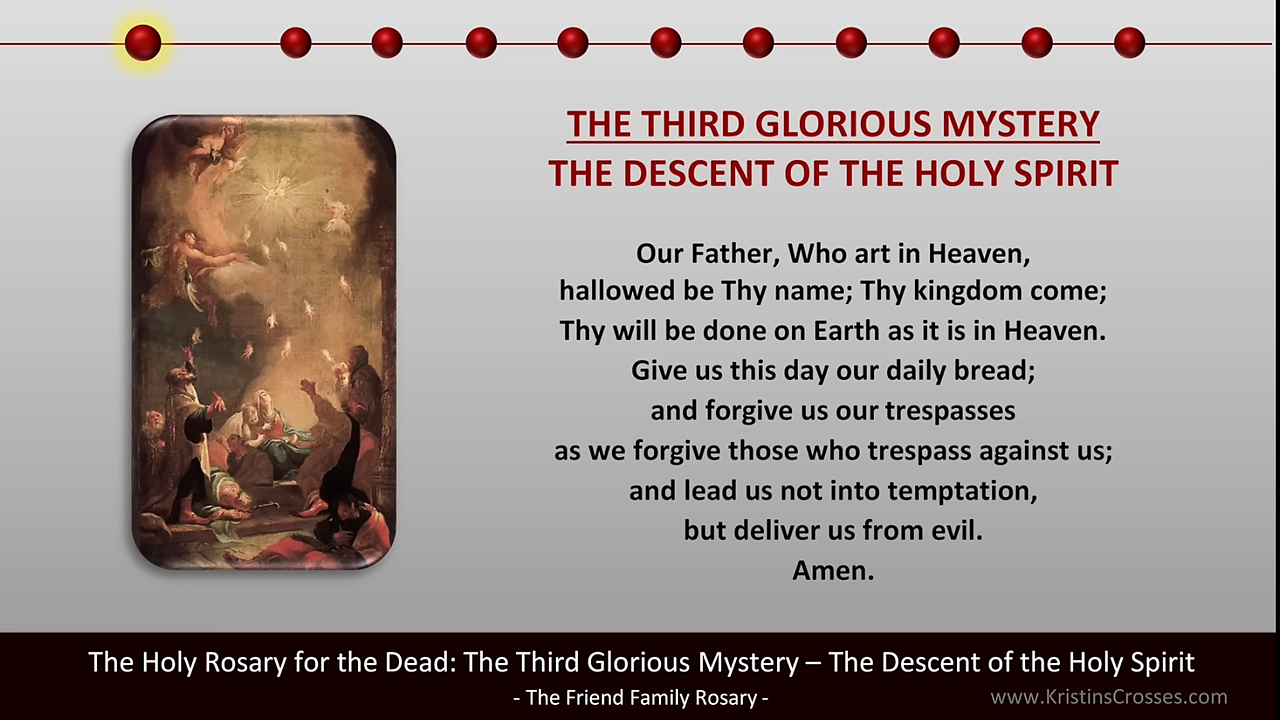 THE THIRD GLORIOUS MYSTERY
THE DESCENT OF THE HOLY SPIRIT
Our Father, Who art in Heaven,
hallowed be Thy name; Thy kingdom come;
Thy will be done on Earth as it is in Heaven.
Give us this day our daily bread;
and forgive us our trespasses
as we forgive those who trespass against us;
and lead us not into temptation,
but deliver us from evil.
Amen.
The Holy Rosary for the Dead: The Third Glorious Mystery – The Descent of the Holy Spirit
- The Friend Family Rosary -
www.KristinsCrosses.com